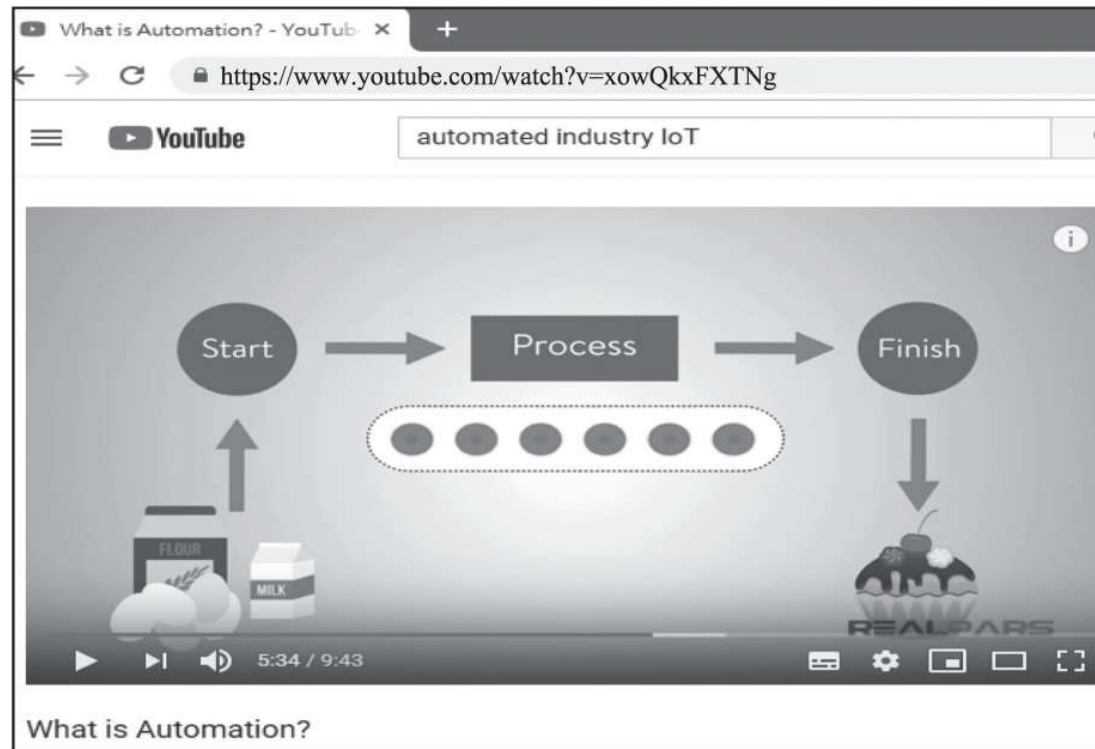 What is Automation? - YouTub
https://www.youtube.com/watch?v=xowQkxFXTNg
YouTube
automated industry IoT
Start
Process
Finish
FLOUR
MILK
REALPARS
5:34 / 9:43
What is Automation?